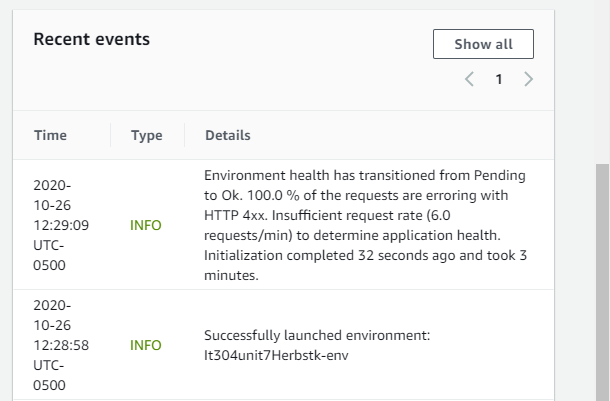 Recent events
Show all
1
Time Type Details
2020-
10-26
12:29:09
UTC-
0500
INFO
Environment health has transitioned from Pending
to Ok. 100.0 % of the requests are erroring with
HTTP 4xx. Insufficient request rate (6.0
requests/min) to determine application health.
Initialization completed 32 seconds ago and took 3
minutes.
2020-
10-26
12:28:58
UTC-
0500
INFO
Successfully launched environment:
It304unit7Herbstk-env